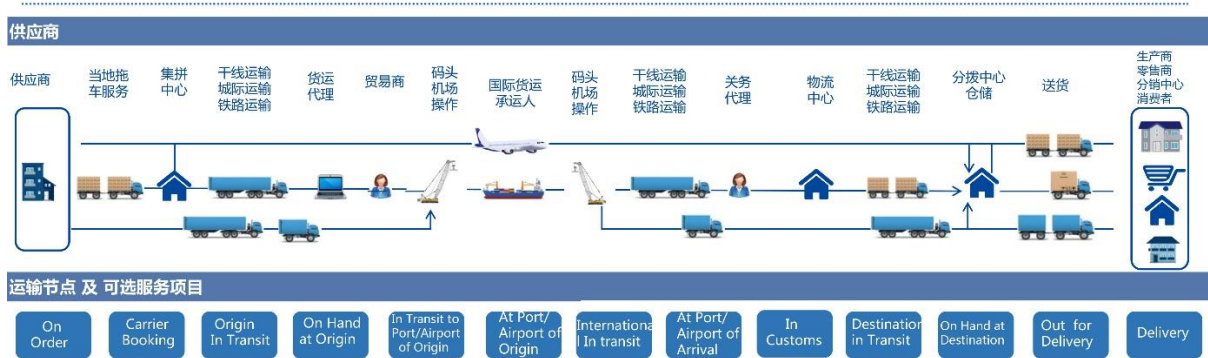 供应商
供应商
当地拖
车服务
集拼
中心
干线运输
城际运输
铁路运输
货运
代理
贸易商
码头
机场
操作
国际货运
承运人
码头
机场
操作
干线运输
城际运输
铁路运输
关务
代理
物流
中心
干线运输
城际运输
铁路运输
分拨中心
仓储
送货
生产商
零售商
分销中心
消费者
运输节点 及 可选服务项目
On
Order
Carrier
Booking
Origin
In Transit
On Hand
at Origin
In Transit to
Port/Airport
of Origin
At Port/
Airport of
Origin
Internationa
l In transit
At Port/
Airport of
Arrival
In
Customs
Destination
in Transit
On Hand at
Destination
Out for
Delivery
Delivery